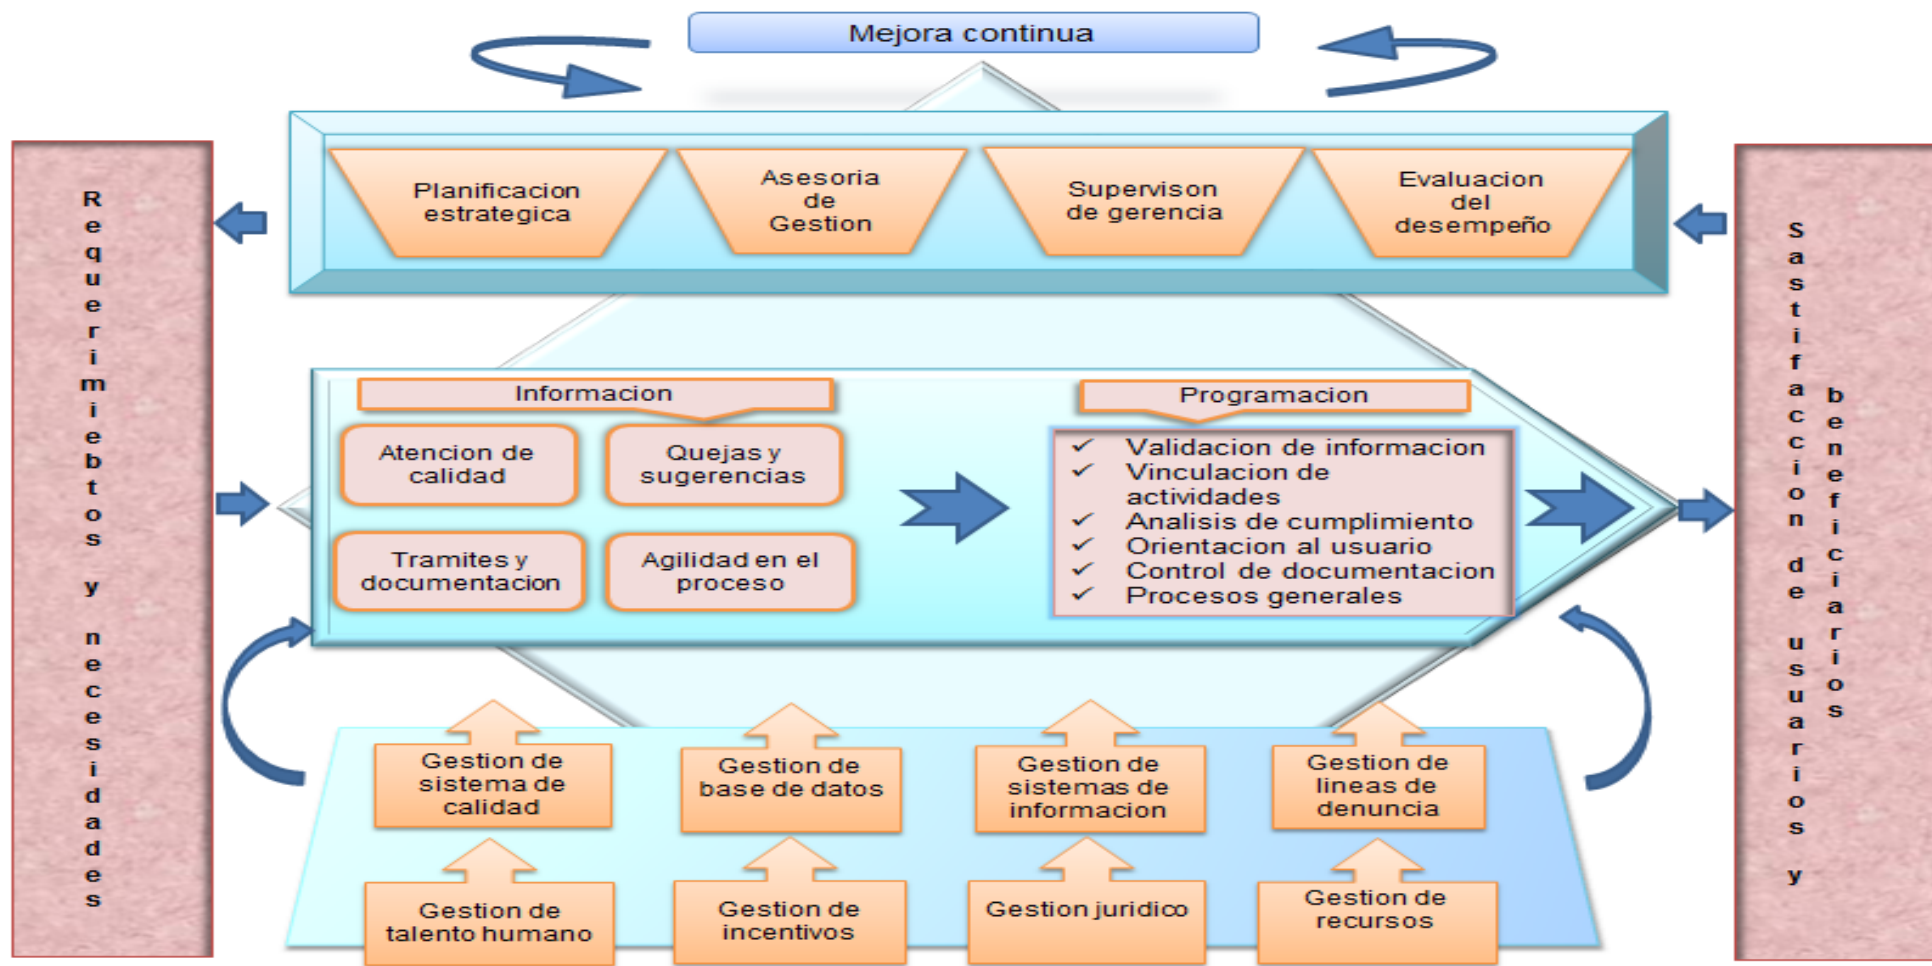 Mejora continua
Requerimiebtos y necesidades
Planificacion
estrategica
Asesoria
de
Gestion
Supervison
de gerencia
Evaluacion
del
desempeño
Informacion
Atencion de
calidad
Quejas y
sugerencias
Tramites y
documentacion
Agilidad en el
proceso
Programacion
✓ Validacion de informacion
✓ Vinculacion de
actividades
✓ Analisis de cumplimiento
✓ Orientacion al usuario
✓ Control de documentacion
✓ Procesos generales
Gestion de
sistema de
calidad
Gestion de
base de datos
Gestion de
sistemas de
informacion
Gestion de
lineas de
denuncia
Gestion de
talento humano
Gestion de
incentivos
Gestion juridico
Gestion de
recursos
Sastifaccion de usuarios y
beneficiarios